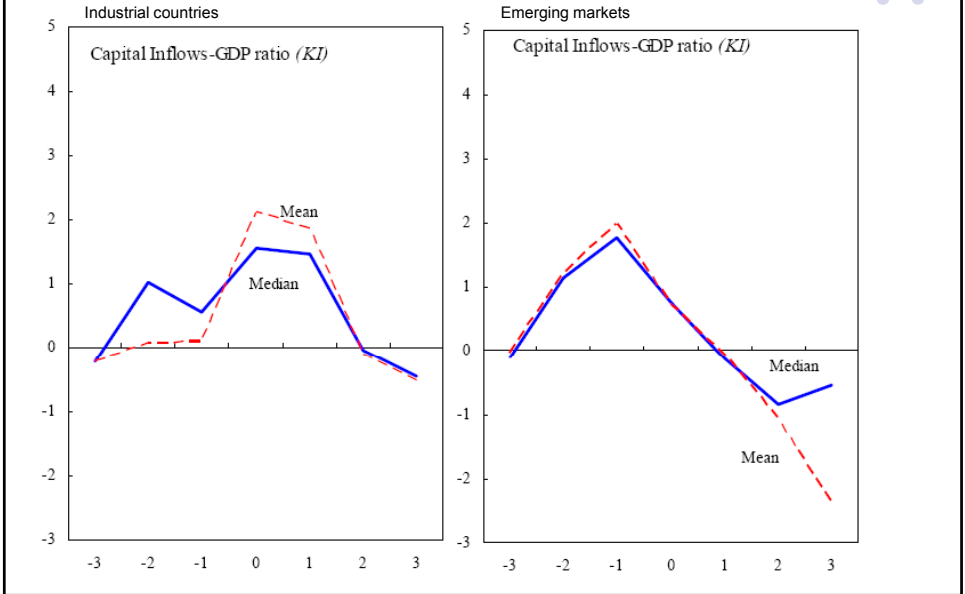 Industrial countries
Capital Inflows-GDP ratio (KI)
5
4
3
2
1
0
-1
-2
-3
Mean
Median
-3 -2 -1 0 1 2 3
Emerging markets
Capital Inflows-GDP ratio (KI)
5
4
3
2
1
0
-1
-2
-3
Median
Mean
-3 -2 -1 0 1 2 3